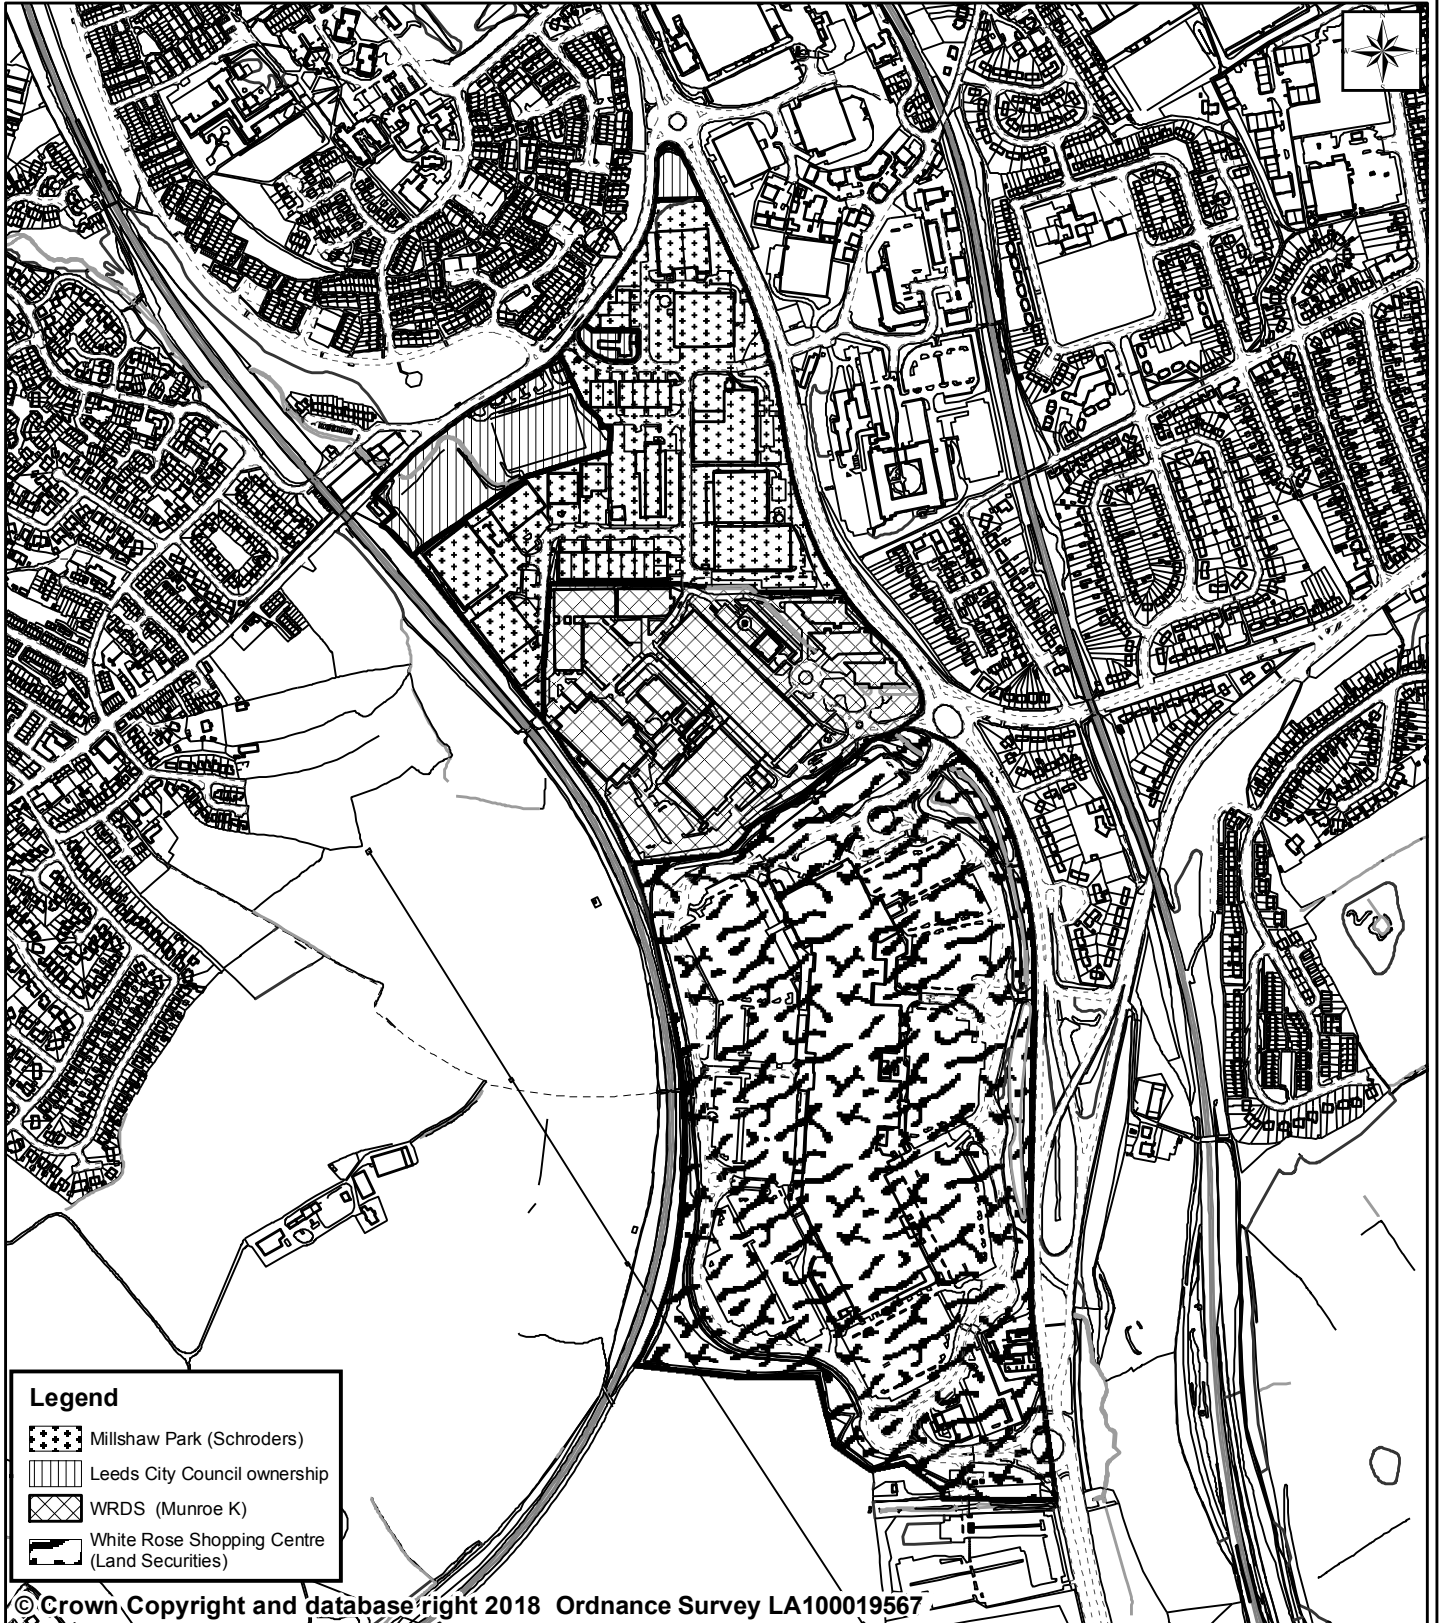 Legend
Millshaw Park (Schroders)
Leeds City Council ownership
WRDS (Munroe K)
White Rose Shopping Centre
(Land Securities)
© Crown Copyright and database right 2018 Ordnance Survey LA100019567